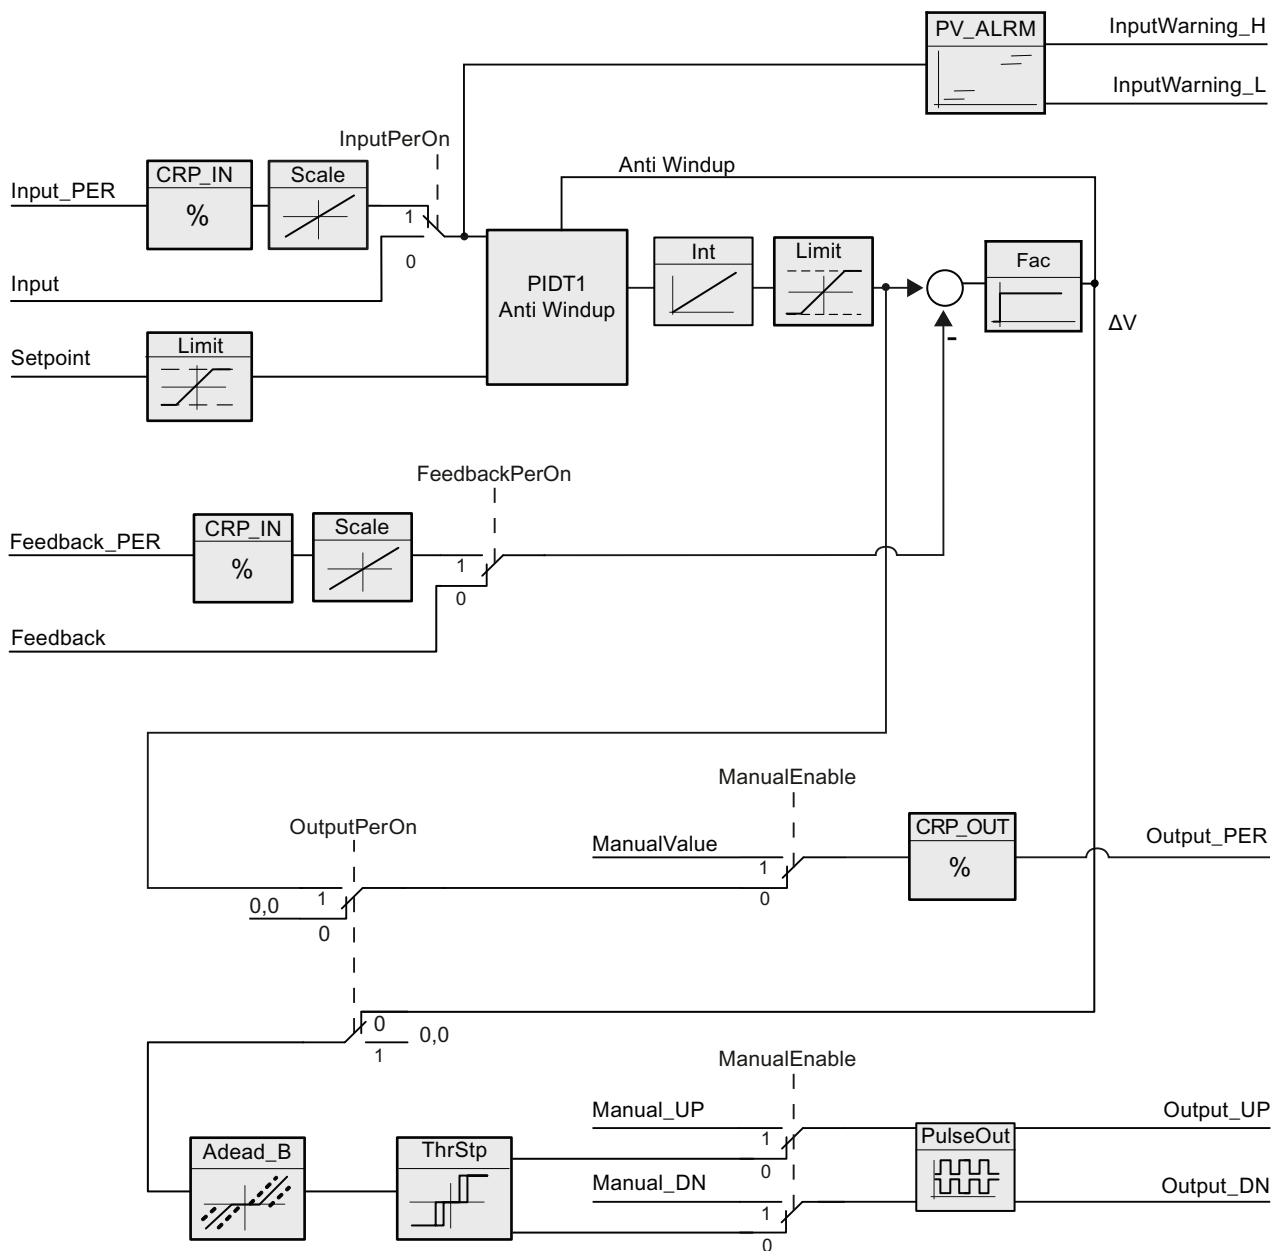 PV_ALRM
InputWarning_H
InputWarning_L
InputPerOn
Anti Windup
Input_PER
CRP_IN
%
Scale
1
0
Input
PIDT1
Anti Windup
Int
Limit
Fac
-
ΔV
Setpoint
Limit
FeedbackPerOn
Feedback_PER
CRP_IN
%
Scale
1
0
Feedback
ManualEnable
OutputPerOn
ManualValue
CRP_OUT
%
Output_PER
1
0
1
0,0
0
0
0,0
1
ManualEnable
Manual_UP
Output_UP
Adead_B
ThrStp
1
0
PulseOut
Manual_DN
Output_DN
1
0